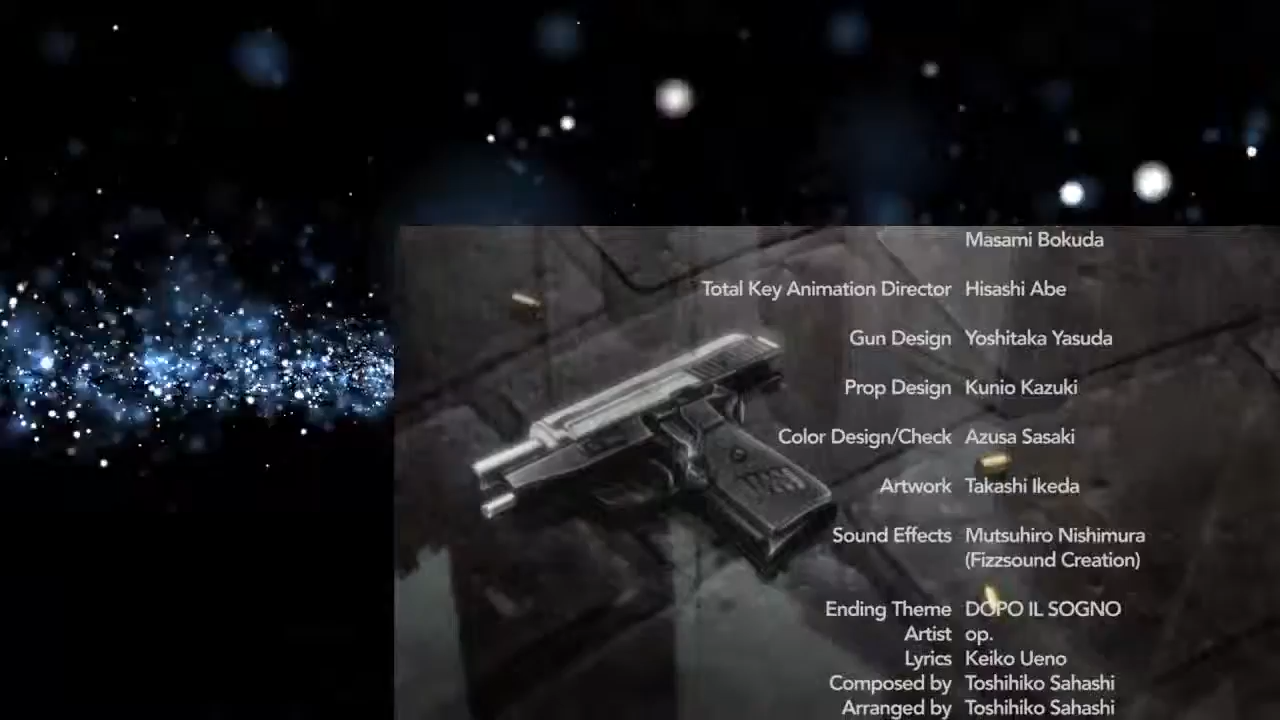 Masami Bokuda
Total Key Animation Director Hisashi Abe
Gun Design Yoshitaka Yasuda
Prop Design Kunio Kazuki
Color Design/Check Azusa Sasaki
Artwork Takashi Ikeda
Sound Effects Mutsuhiro Nishimura
(Fizzsound Creation)
Ending Theme DOPO IL SOGNO
Artist op.
Lyrics Keiko Ueno
Composed by Toshihiko Sahashi
Arranged by Toshihiko Sahashi